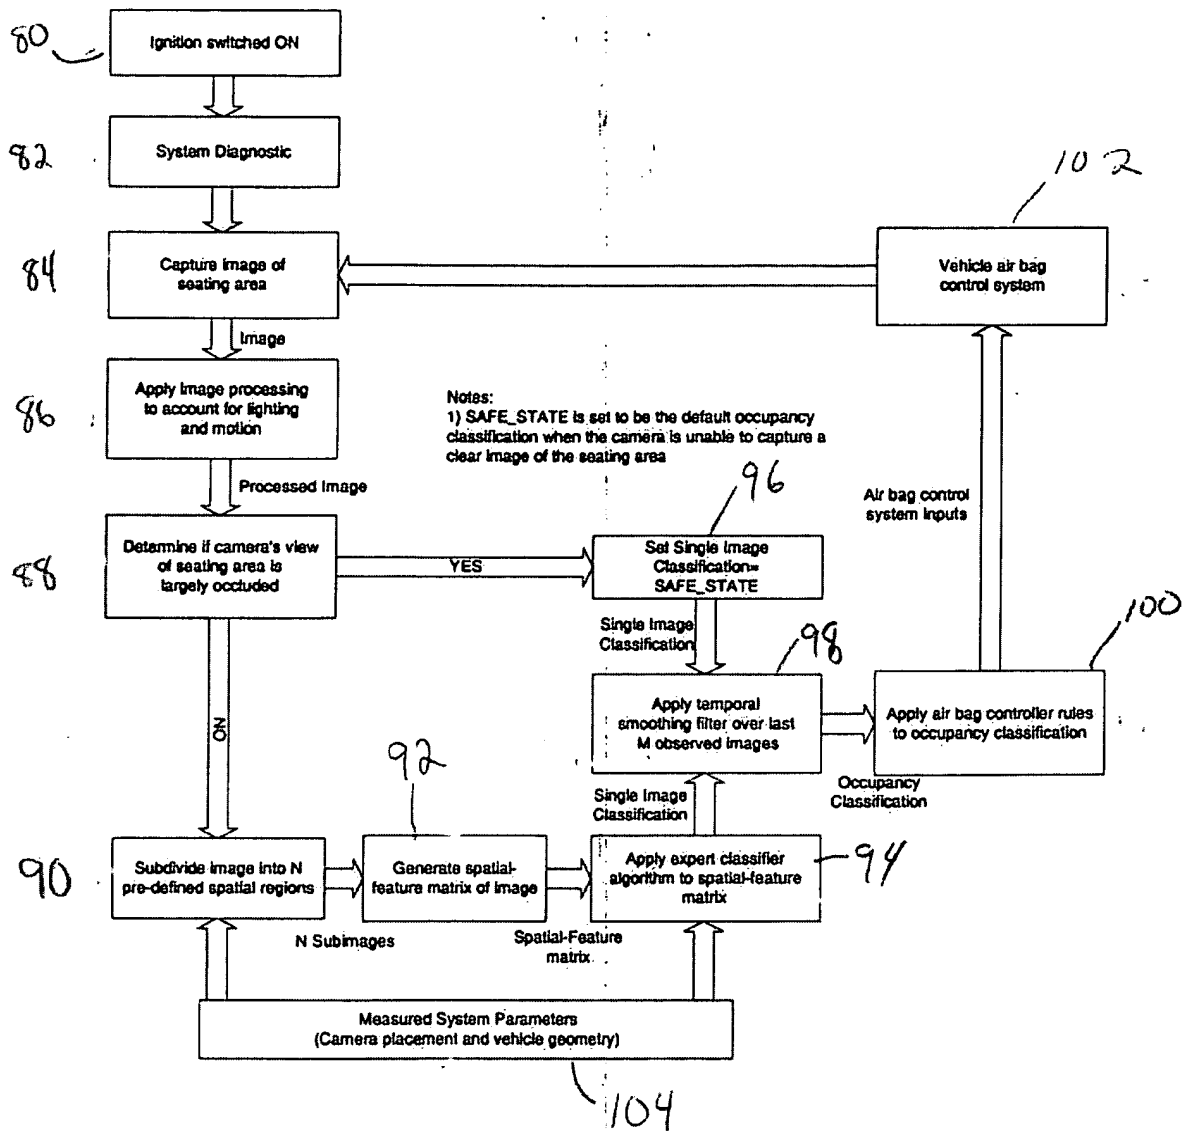 80
Ignition switched ON
82
System Diagnostic
102
84
Capture image of
seating area
Vehicle air bag
control system
Image
86
Apply image processing
to account for lighting
and motion
Notes:
1) SAFE_STATE is set to be the default occupancy
classification when the camera is unable to capture a
clear image of the seating area
Processed Image
96
Air bag control
system inputs
88
Determine if camera's view
of seating area is
largely occluded
YES
Set Single Image
Classification=
SAFE_STATE
100
Single Image
Classification
98
NO
Apply temporal
smoothing filter over last
M observed images
Apply air bag controller rules
to occupancy classification
92
Single Image
Classification
Occupancy
Classification
90
Subdivide image into N
pre-defined spatial regions
Generate spatial-
feature matrix of image
Apply expert classifier
algorithm to spatial-feature
matrix
94
N Subimages
Spatial-Feature
matrix
Measured System Parameters
(Camera placement and vehicle geometry)
104